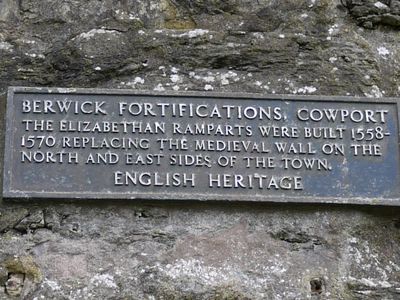 BERWICK FORTIFICATIONS, COWPORT
THE ELIZABETHAN RAMPARTS WERE BUILT 1558-
1570 REPLACING THE MEDIEVAL WALL ON THE
NORTH AND EAST SIDES OF THE TOWN.
ENGLISH HERITAGE